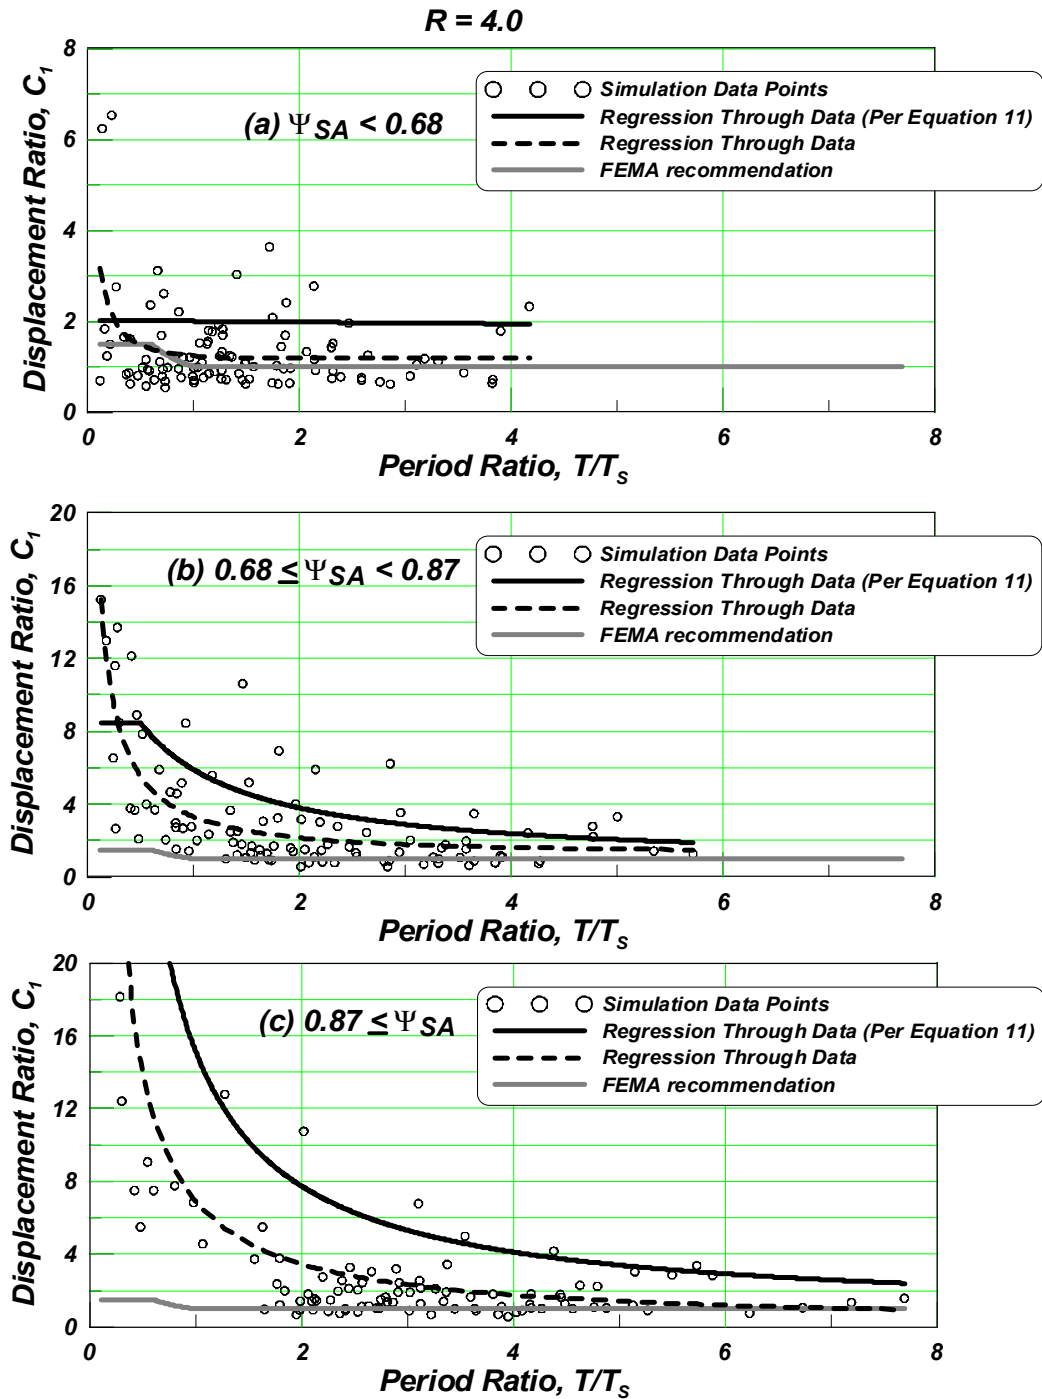 R = 4.0
8
6
4
2
0
0 2 4 6 8
Displacement Ratio, C1
Period Ratio, T/TS
(a) ΨSA < 0.68
Simulation Data Points
Regression Through Data (Per Equation 11)
Regression Through Data
FEMA recommendation
20
16
12
8
4
0
0 2 4 6 8
Displacement Ratio, C1
Period Ratio, T/TS
(b) 0.68 ≤ ΨSA < 0.87
Simulation Data Points
Regression Through Data (Per Equation 11)
Regression Through Data
FEMA recommendation
20
16
12
8
4
0
0 2 4 6 8
Displacement Ratio, C1
Period Ratio, T/TS
(c) 0.87 ≤ ΨSA
Simulation Data Points
Regression Through Data (Per Equation 11)
Regression Through Data
FEMA recommendation